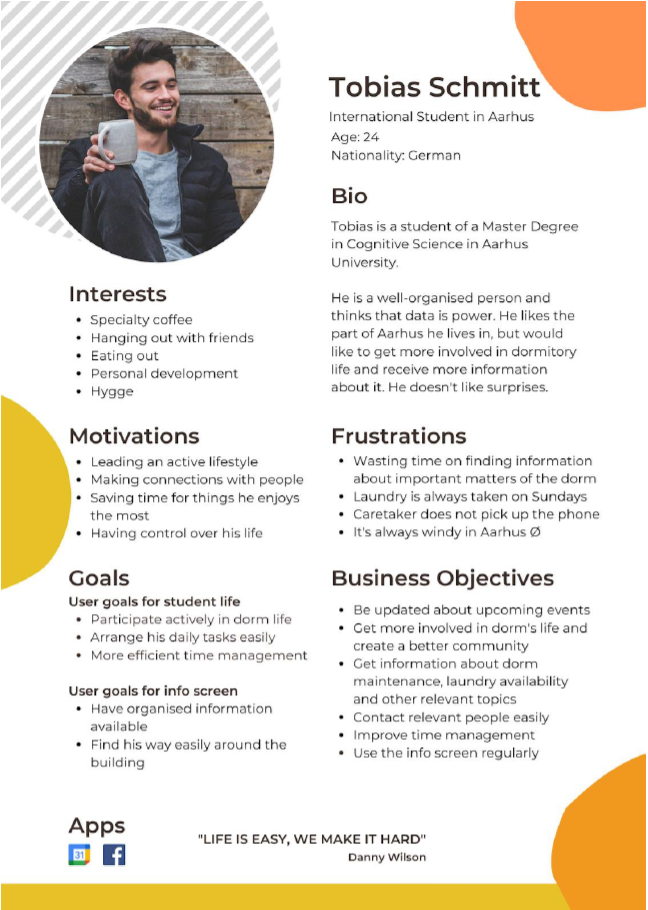 Tobias Schmitt
International Student in Aarhus
Age: 24
Nationality: German
Bio
Tobias is a student of a Master Degree
in Cognitive Science in Aarhus
University.
He is a well-organised person and
thinks that data is power. He likes the
part of Aarhus he lives in, but would
like to get more involved in dormitory
life and receive more information
about it. He doesn't like surprises.
Interests
• Specialty coffee
• Hanging out with friends
• Eating out
• Personal development
• Hygge
Motivations
• Leading an active lifestyle
• Making connections with people
• Saving time for things he enjoys
the most
• Having control over his life
Frustrations
• Wasting time on finding information
about important matters of the dorm
• Laundry is always taken on Sundays
• Caretaker does not pick up the phone
• It's always windy in Aarhus Ø
Goals
User goals for student life
• Participate actively in dorm life
• Arrange his daily tasks easily
• More efficient time management
User goals for info screen
• Have organised information
available
• Find his way easily around the
building
Business Objectives
• Be updated about upcoming events
• Get more involved in dorm's life and
create a better community
• Get information about dorm
maintenance, laundry availability
and other relevant topics
• Contact relevant people easily
• Improve time management
• Use the info screen regularly
Apps
31
f
"LIFE IS EASY, WE MAKE IT HARD"
Danny Wilson